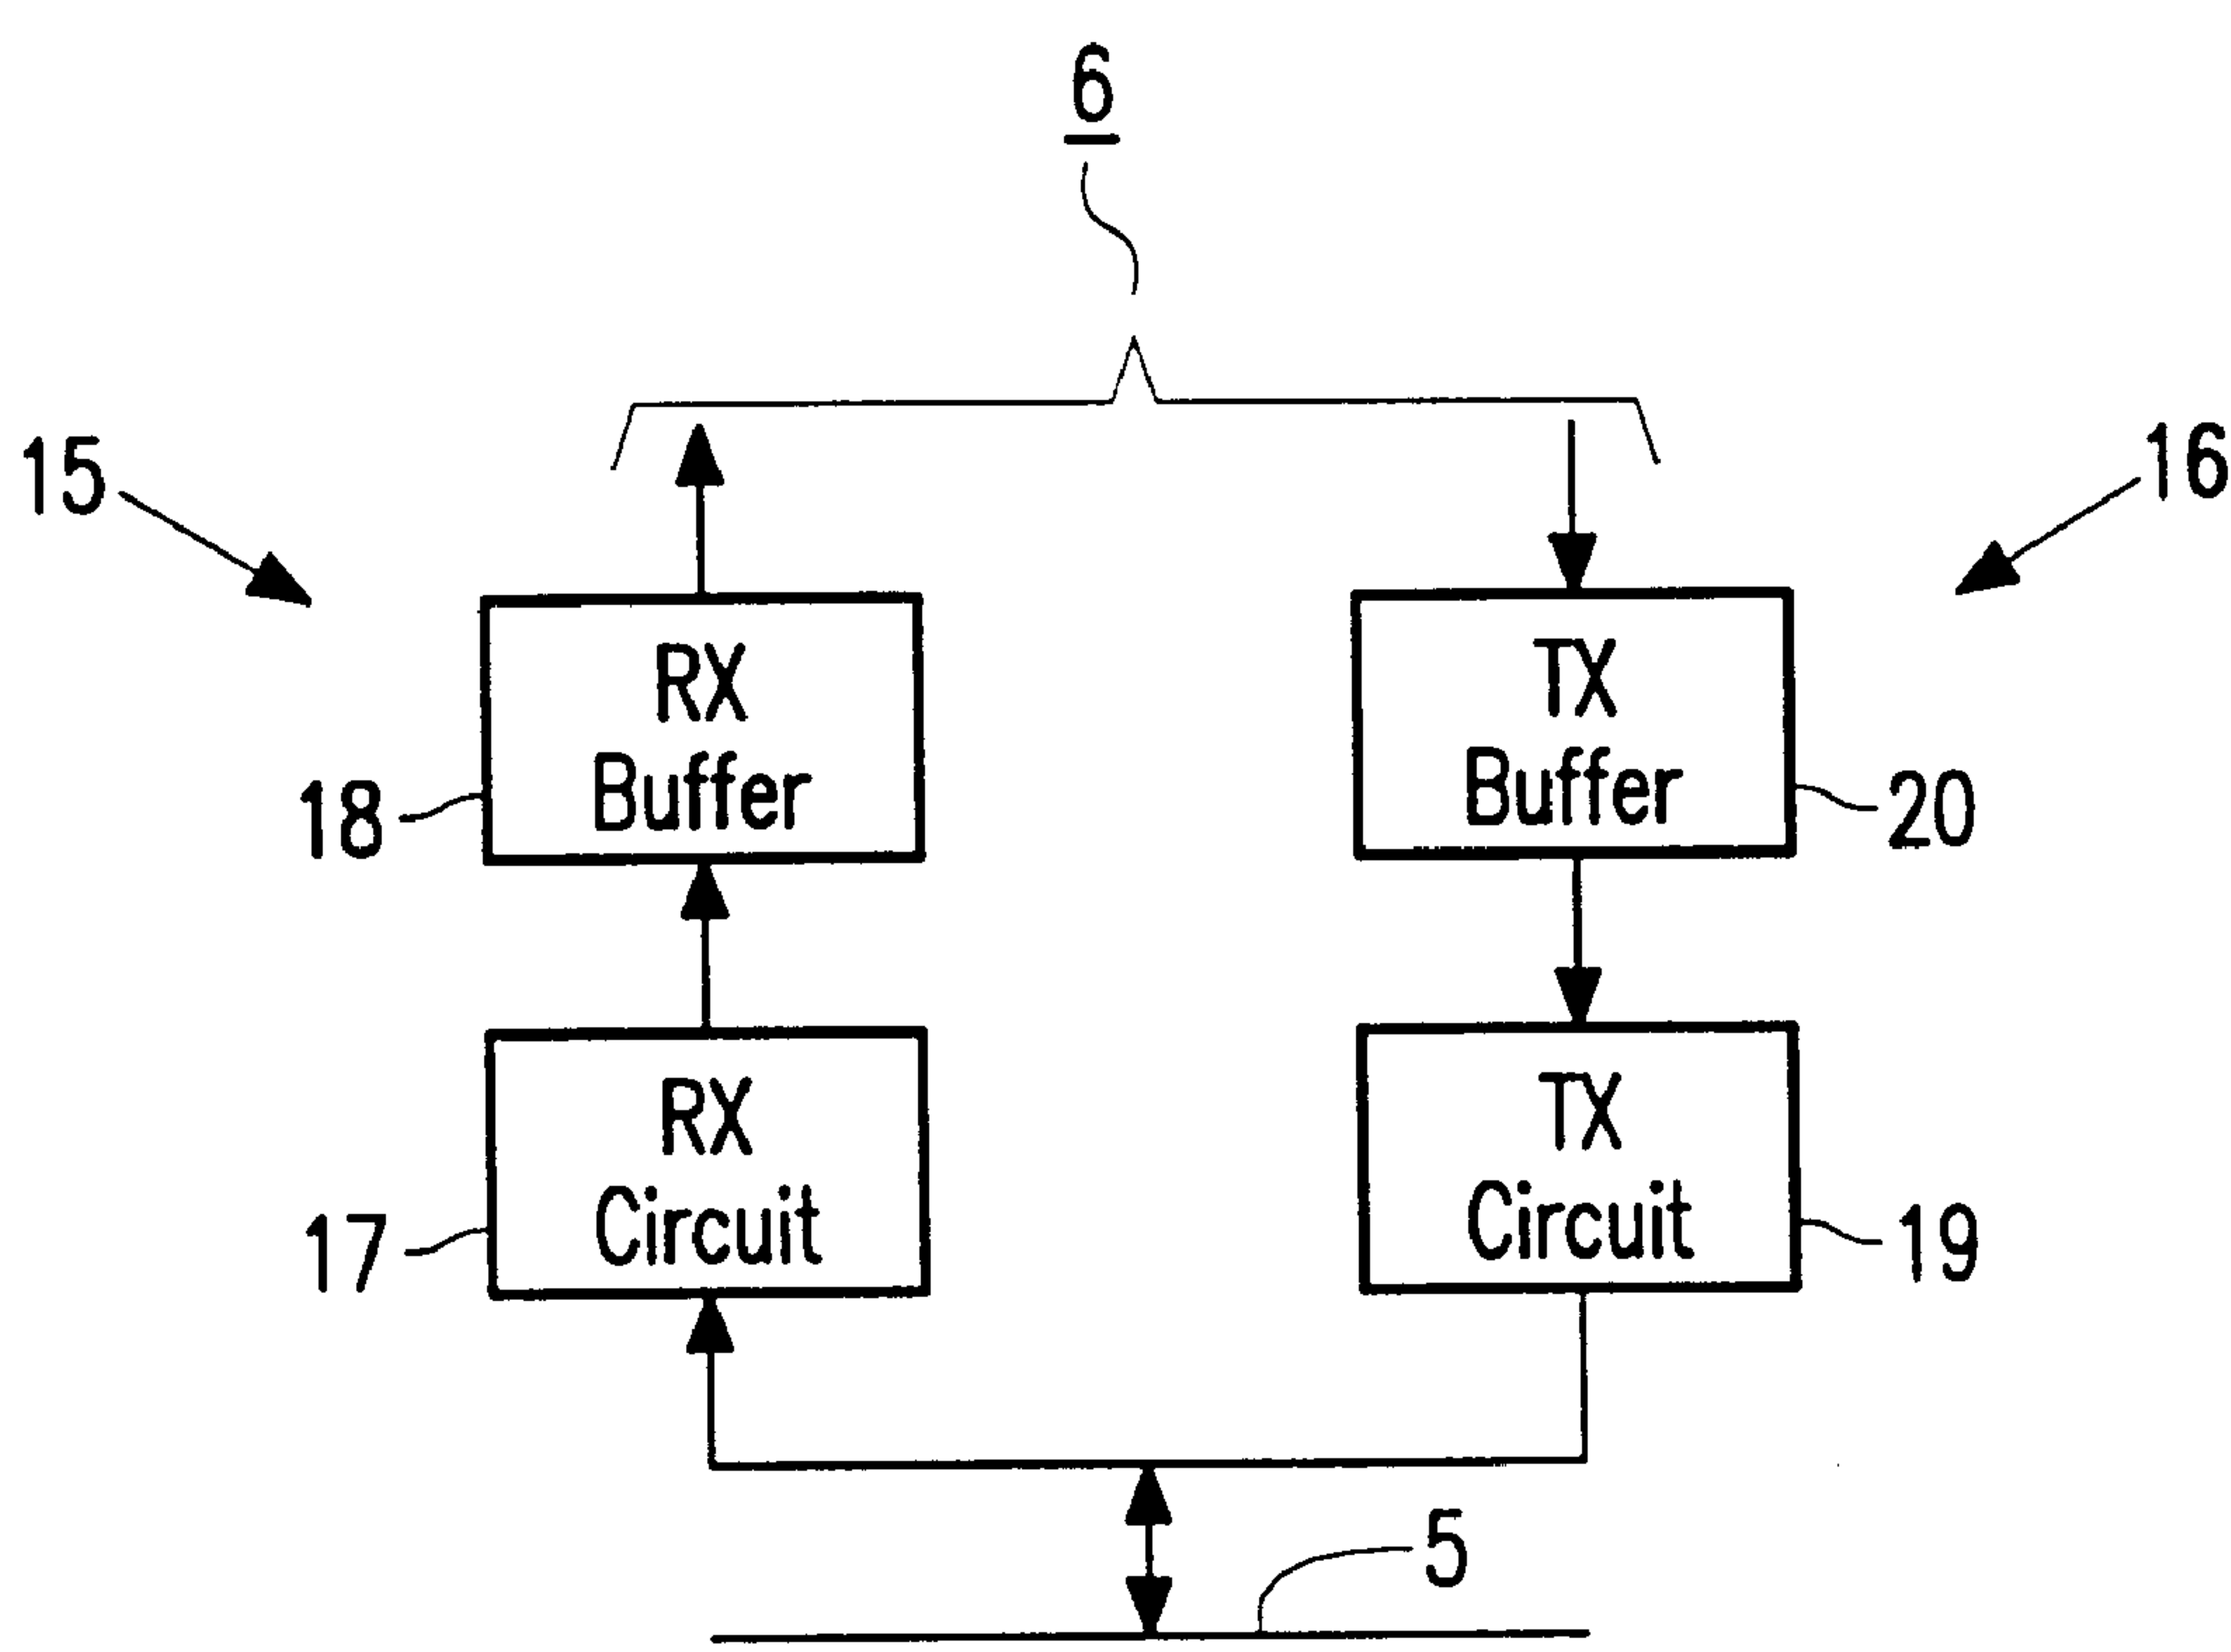 6
15
16
RX
Buffer
TX
Buffer
18
20
RX
Circuit
TX
Circuit
17
19
5